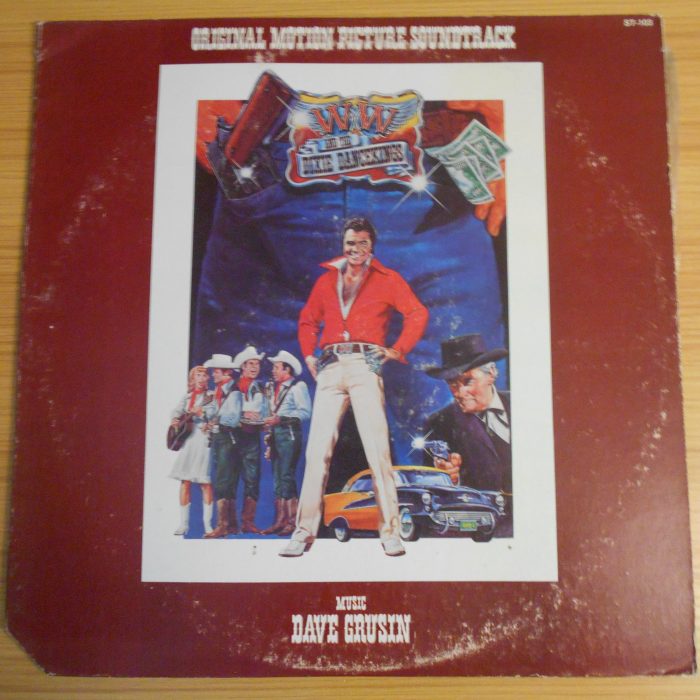 ORIGINAL MOTION PICTURE SOUNDTRACK
W W
AND THE
DIXIE DANCEKINGS
MUSIC
DAVE GRUSIN